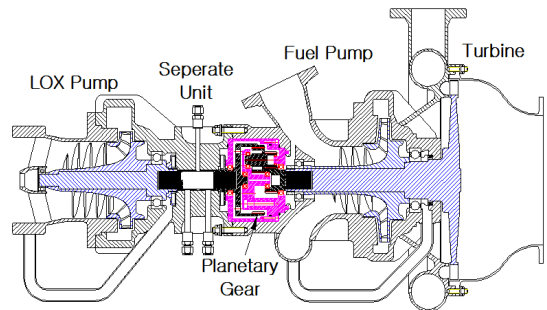 LOX Pump
Seperate
Unit
Fuel Pump
Turbine
Planetary
Gear